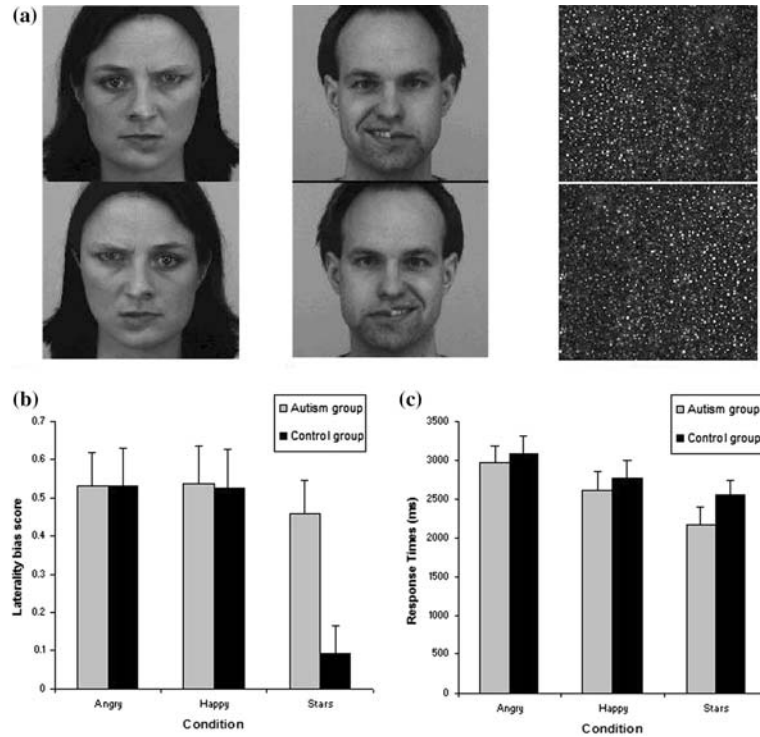 (a)
(b)
Autism group
Control group
Laterality bias score
0.7
0.6
0.5
0.4
0.3
0.2
0.1
0
Angry
Happy
Stars
Condition
(c)
Autism group
Control group
Response Times (ms)
3500
3000
2500
2000
1500
1000
500
0
Angry
Happy
Stars
Condition